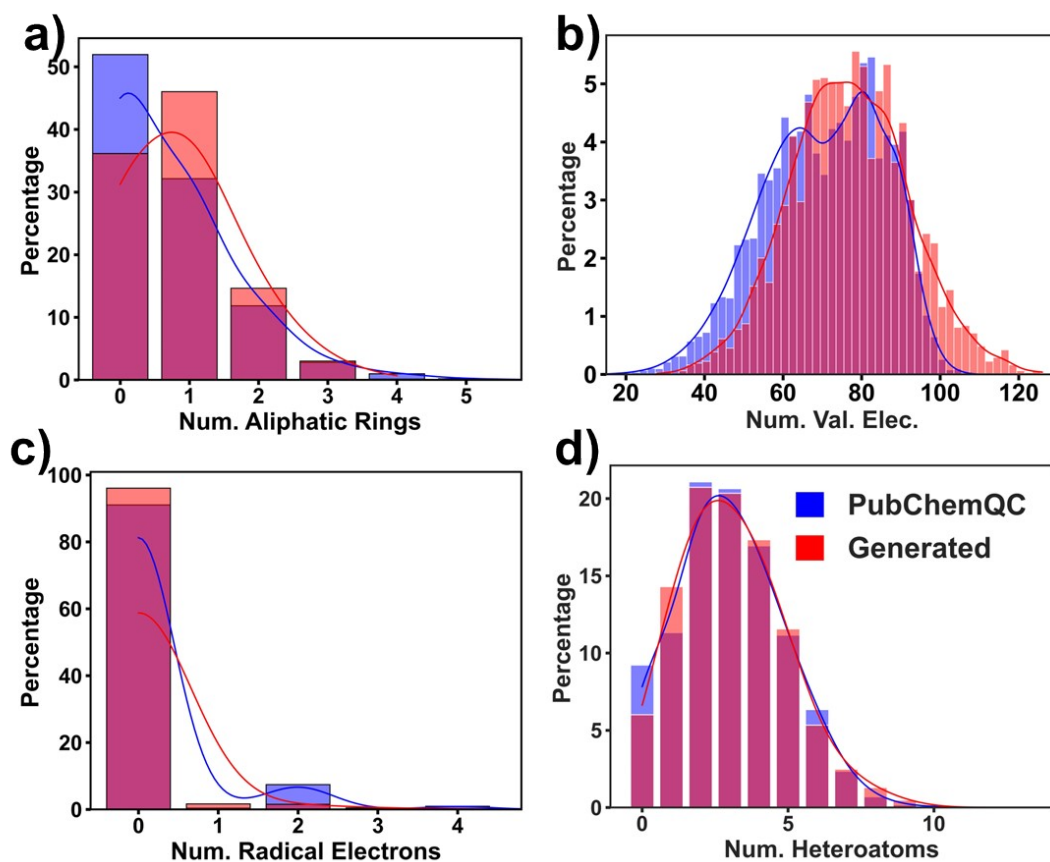 a)
50
40
30
20
10
0
Percentage
0 1 2 3 4 5
Num. Aliphatic Rings
b)
5
4
3
2
1
0
Percentage
20 40 60 80 100 120
Num. Val. Elec.
c)
100
80
60
40
20
0
Percentage
0 1 2 3 4
Num. Radical Electrons
d)
20
15
10
5
0
Percentage
0 5 10
Num. Heteroatoms
PubChemQC
Generated